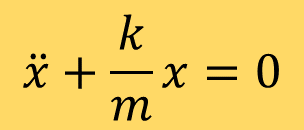 ẍ + k/m x = 0